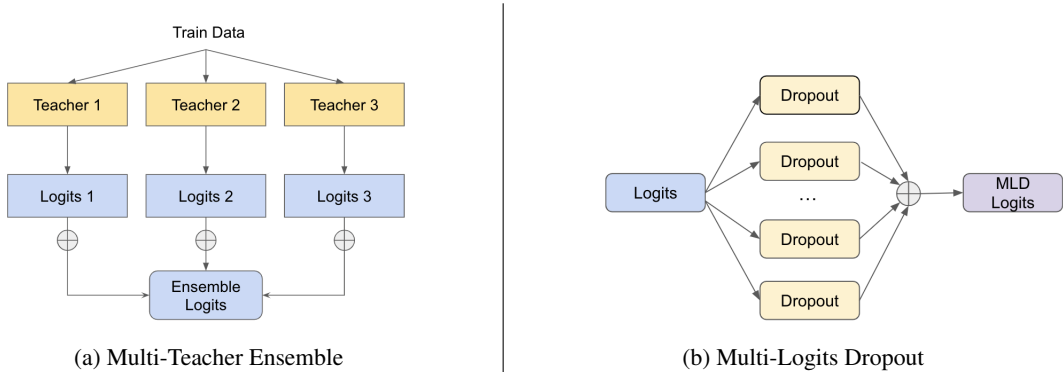 Train Data
Teacher 1
Teacher 2
Teacher 3
Logits 1
Logits 2
Logits 3
Ensemble
Logits
(a) Multi-Teacher Ensemble
Logits
Dropout
Dropout
...
Dropout
Dropout
MLD
Logits
(b) Multi-Logits Dropout